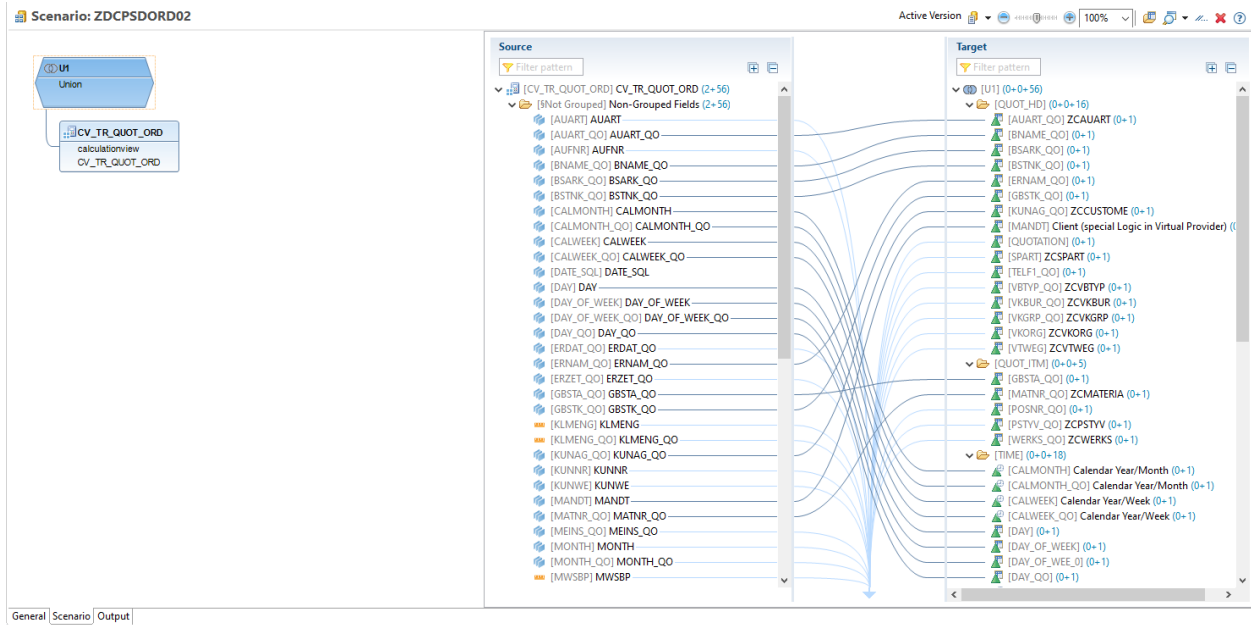 Scenario: ZDCPSDORD02
Active Version
100%
U1
Union
CV_TR_QUOT_ORD
calculationview
CV_TR_QUOT_ORD
Source
Filter pattern
[CV_TR_QUOT_ORD] CV_TR_QUOT_ORD (2+56)
[§Not Grouped] Non-Grouped Fields (2+56)
[AUART] AUART
[AUART_QO] AUART_QO
[AUFNR] AUFNR
[BNAME_QO] BNAME_QO
[BSARK_QO] BSARK_QO
[BSTNK_QO] BSTNK_QO
[CALMONTH] CALMONTH
[CALMONTH_QO] CALMONTH_QO
[CALWEEK] CALWEEK
[CALWEEK_QO] CALWEEK_QO
[DATE_SQL] DATE_SQL
[DAY] DAY
[DAY_OF_WEEK] DAY_OF_WEEK
[DAY_OF_WEEK_QO] DAY_OF_WEEK_QO
[DAY_QO] DAY_QO
[ERDAT_QO] ERDAT_QO
[ERNAM_QO] ERNAM_QO
[ERZET_QO] ERZET_QO
[GBSTA_QO] GBSTA_QO
[GBSTK_QO] GBSTK_QO
[KLMENG] KLMENG
[KLMENG_QO] KLMENG_QO
[KUNAG_QO] KUNAG_QO
[KUNNR] KUNNR
[KUNWE] KUNWE
[MANDT] MANDT
[MATNR_QO] MATNR_QO
[MEINS_QO] MEINS_QO
[MONTH] MONTH
[MONTH_QO] MONTH_QO
[MWSBP] MWSBP
Target
Filter pattern
[U1] (0+0+56)
[QUOT_HD] (0+0+16)
[AUART_QO] ZCAUART (0+1)
[BNAME_QO] (0+1)
[BSARK_QO] (0+1)
[BSTNK_QO] (0+1)
[ERNAM_QO] (0+1)
[GBSTK_QO] (0+1)
[KUNAG_QO] ZCCUSTOME (0+1)
[MANDT] Client (special Logic in Virtual Provider) (
[QUOTATION] (0+1)
[SPART] ZCSPART (0+1)
[TELF1_QO] (0+1)
[VBTYP_QO] ZCVBTYP (0+1)
[VKBUR_QO] ZCVKBUR (0+1)
[VKGRP_QO] ZCVKGRP (0+1)
[VKORG] ZCVKORG (0+1)
[VTWEG] ZCVTWEG (0+1)
[QUOT_ITM] (0+0+5)
[GBSTA_QO] (0+1)
[MATNR_QO] ZCMATERIA (0+1)
[POSNR_QO] (0+1)
[PSTYV_QO] ZCPSTYV (0+1)
[WERKS_QO] ZCWERKS (0+1)
[TIME] (0+0+18)
[CALMONTH] Calendar Year/Month (0+1)
[CALMONTH_QO] Calendar Year/Month (0+1)
[CALWEEK] Calendar Year/Week (0+1)
[CALWEEK_QO] Calendar Year/Week (0+1)
[DAY] (0+1)
[DAY_OF_WEEK] (0+1)
[DAY_OF_WEE_0] (0+1)
[DAY_QO] (0+1)
General Scenario Output